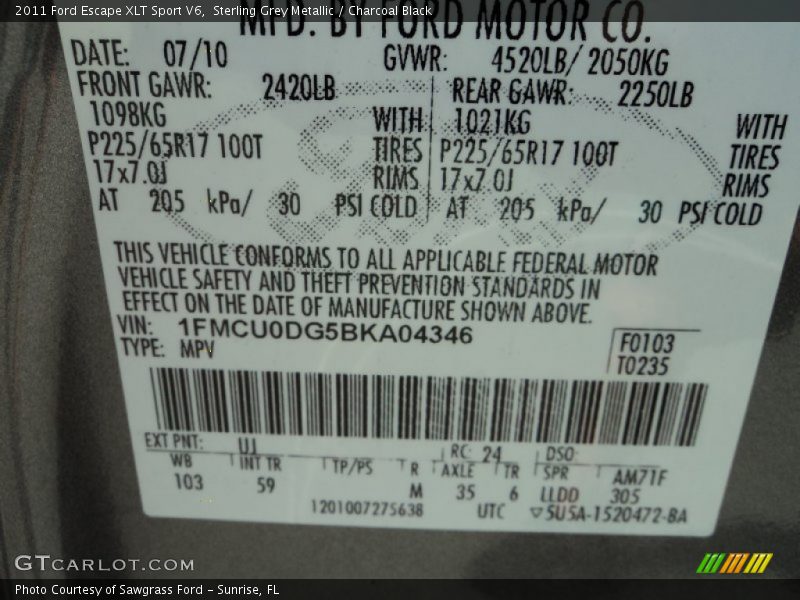 2011 Ford Escape XLT Sport V6, Sterling Grey Metallic / Charcoal Black
MFD. BY FORD MOTOR CO.
DATE: 07/10 GVWR: 4520LB/ 2050KG
FRONT GAWR: 2420LB REAR GAWR: 2250LB
1098KG WITH 1021KG WITH
P225/65R17 100T TIRES P225/65R17 100T TIRES
17x7.0J RIMS 17x7.0J RIMS
AT 205 kPa/ 30 PSI COLD AT 205 kPa/ 30 PSI COLD
THIS VEHICLE CONFORMS TO ALL APPLICABLE FEDERAL MOTOR
VEHICLE SAFETY AND THEFT PREVENTION STANDARDS IN
EFFECT ON THE DATE OF MANUFACTURE SHOWN ABOVE.
VIN: 1FMCU0DG5BKA04346
TYPE: MPV
F0103
T0235
EXT PNT: UJ RC: 24 DSO:
WB INT TR TP/PS R AXLE TR SPR AM71F
103 59 M 35 6 LLDD 305
1201007275638 UTC ▽5U5A-1520472-BA
GTCARLOT.COM
Photo Courtesy of Sawgrass Ford - Sunrise, FL